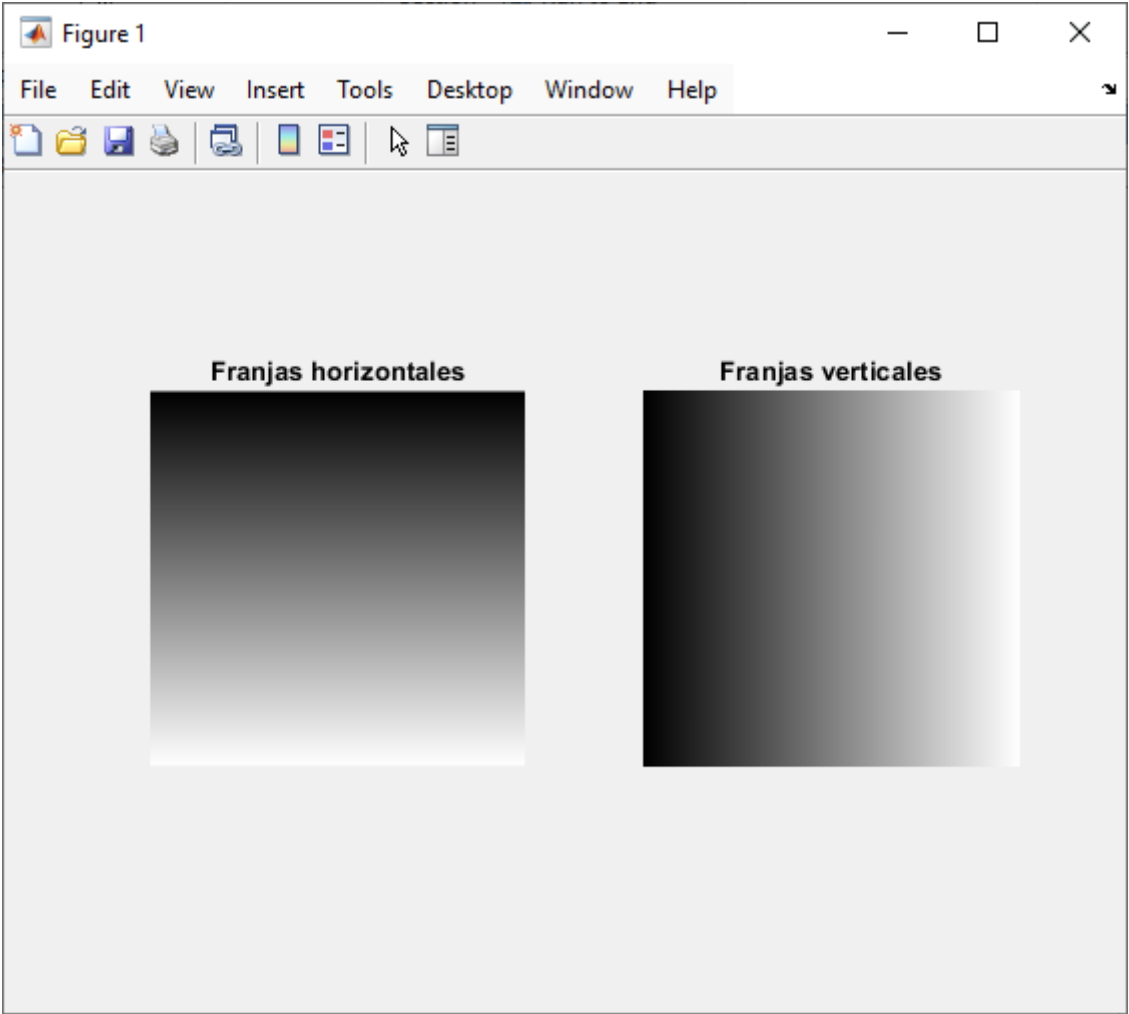 Figure 1
File Edit View Insert Tools Desktop Window Help
Franjas horizontales
Franjas verticales